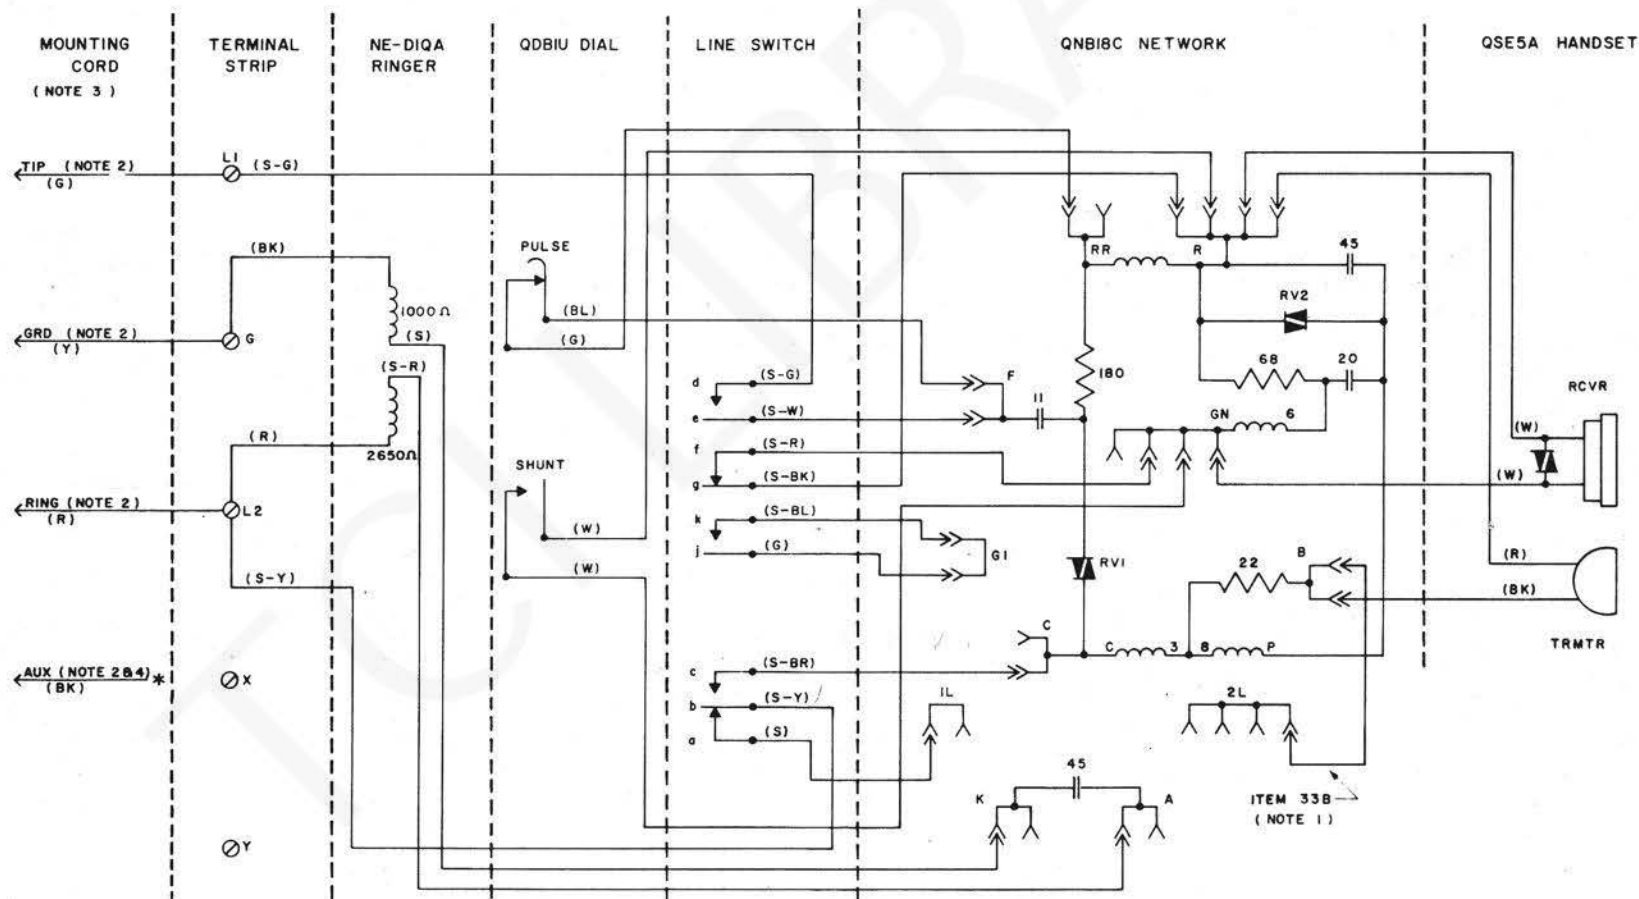 MOUNTING CORD
(NOTE 3)
TERMINAL STRIP
NE-DIQA RINGER
QDBIU DIAL
LINE SWITCH
QNBI8C NETWORK
QSE5A HANDSET
TIP (NOTE 2)
(G)
L1
(S-G)
(BK)
1000Ω
(S)
GRD (NOTE 2)
(Y)
G
(S-R)
(R)
2650Ω
RING (NOTE 2)
(R)
L2
(S-Y)
AUX (NOTE 2&4)*
(BK)
X
Y
PULSE
(BL)
(G)
SHUNT
(W)
(W)
d
(S-G)
e
(S-W)
f
(S-R)
g
(S-BK)
k
(S-BL)
j
(G)
c
(S-BR)
b
(S-Y)
a
(S)
RR
R
45
RV2
180
68
20
F
11
GN
6
G1
RV1
22
B
C
C
3
8
P
1L
2L
45
K
A
ITEM 33B
(NOTE 1)
RCVR
(W)
(W)
(R)
(BK)
TRMTR
TCI LIBRA